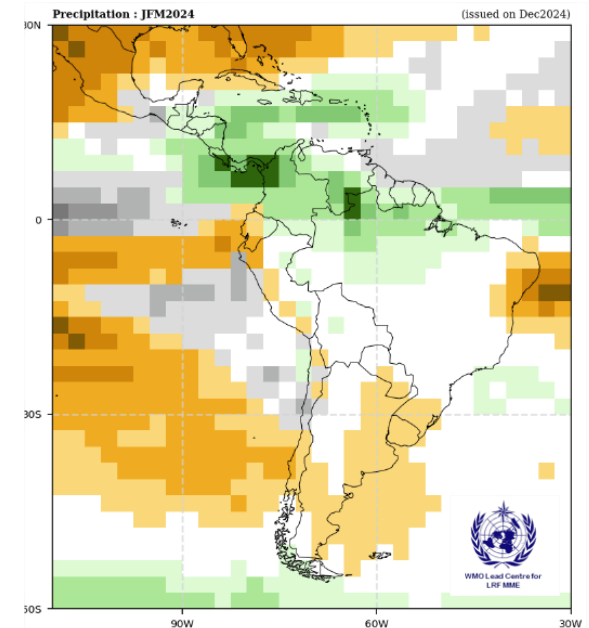 Precipitation : JFM2024 (issued on Dec2024)
30N
0
30S
60S
90W 60W 30W
WMO Lead Centre for
LRF MME